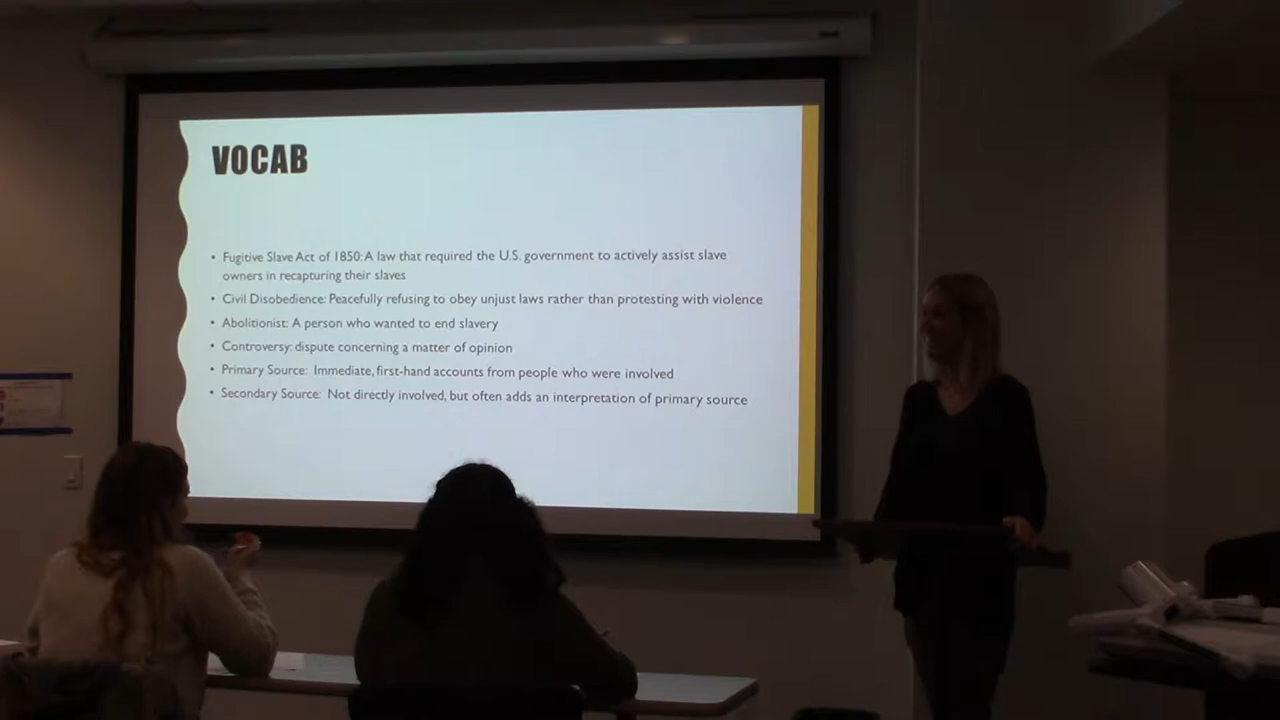 VOCAB
• Fugitive Slave Act of 1850: A law that required the U.S. government to actively assist slave
owners in recapturing their slaves
• Civil Disobedience: Peacefully refusing to obey unjust laws rather than protesting with violence
• Abolitionist: A person who wanted to end slavery
• Controversy: dispute concerning a matter of opinion
• Primary Source: Immediate, first-hand accounts from people who were involved
• Secondary Source: Not directly involved, but often adds an interpretation of primary source